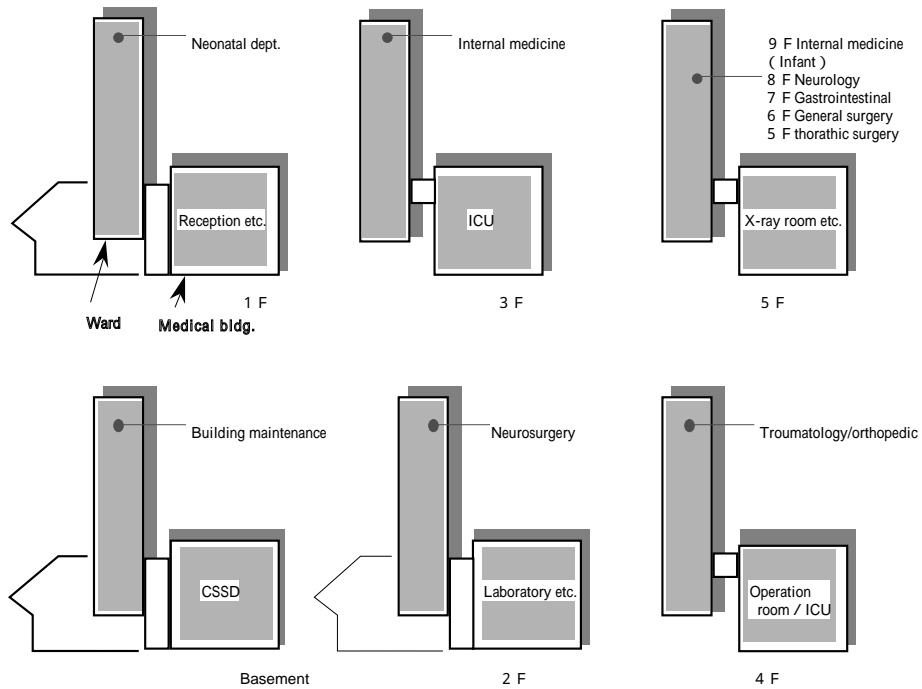 Neonatal dept.
Reception etc.
1 F
Ward
Medical bldg.
Internal medicine
ICU
3 F
9 F Internal medicine
( Infant )
8 F Neurology
7 F Gastrointestinal
6 F General surgery
5 F thorathic surgery
X-ray room etc.
5 F
Building maintenance
CSSD
Basement
Neurosurgery
Laboratory etc.
2 F
Troumatology/orthopedic
Operation
room / ICU
4 F